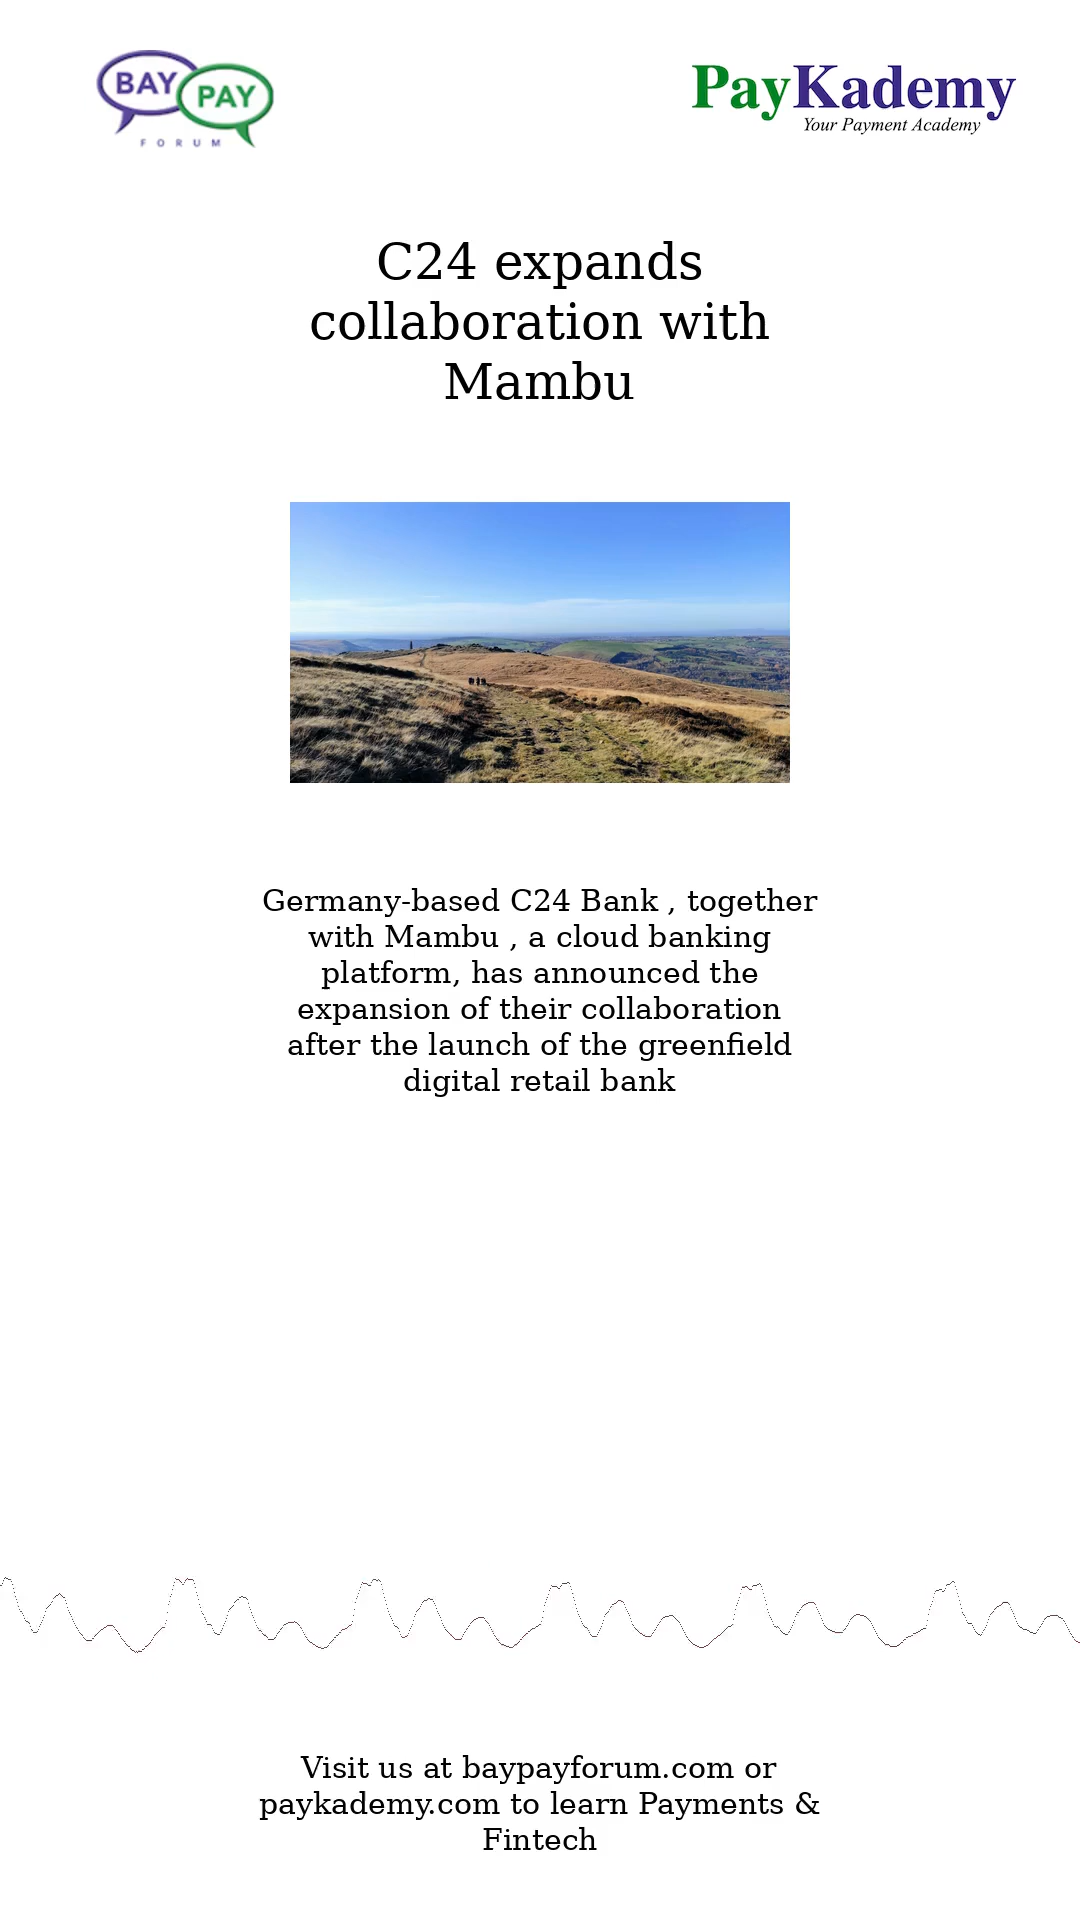 BAY PAY
FORUM
PayKademy
Your Payment Academy
C24 expands
collaboration with
Mambu
Germany-based C24 Bank , together
with Mambu , a cloud banking
platform, has announced the
expansion of their collaboration
after the launch of the greenfield
digital retail bank
Visit us at baypayforum.com or
paykademy.com to learn Payments &
Fintech